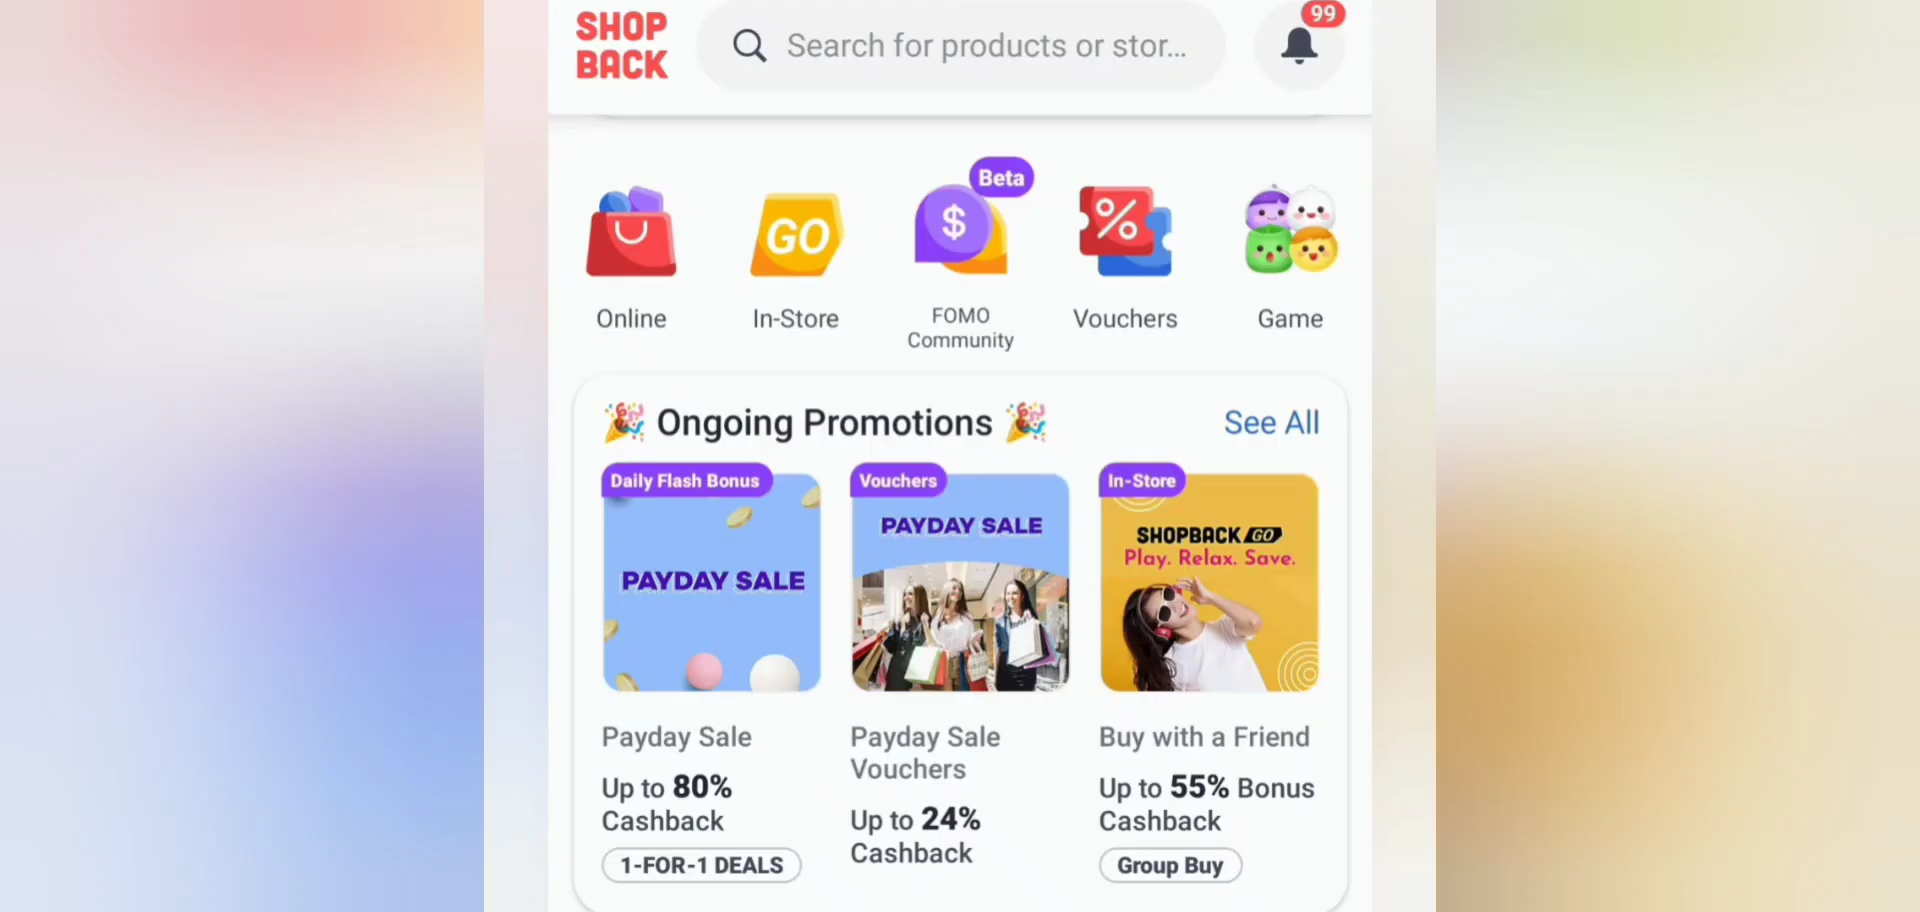 SHOP
BACK
Search for products or stor...
99
Beta
$
%
GO
Online
In-Store
FOMO
Community
Vouchers
Game
🎉 Ongoing Promotions 🎉
See All
Daily Flash Bonus
PAYDAY SALE
Payday Sale
Up to 80%
Cashback
1-FOR-1 DEALS
Vouchers
PAYDAY SALE
Payday Sale
Vouchers
Up to 24%
Cashback
In-Store
SHOPBACK GO
Play. Relax. Save.
Buy with a Friend
Up to 55% Bonus
Cashback
Group Buy